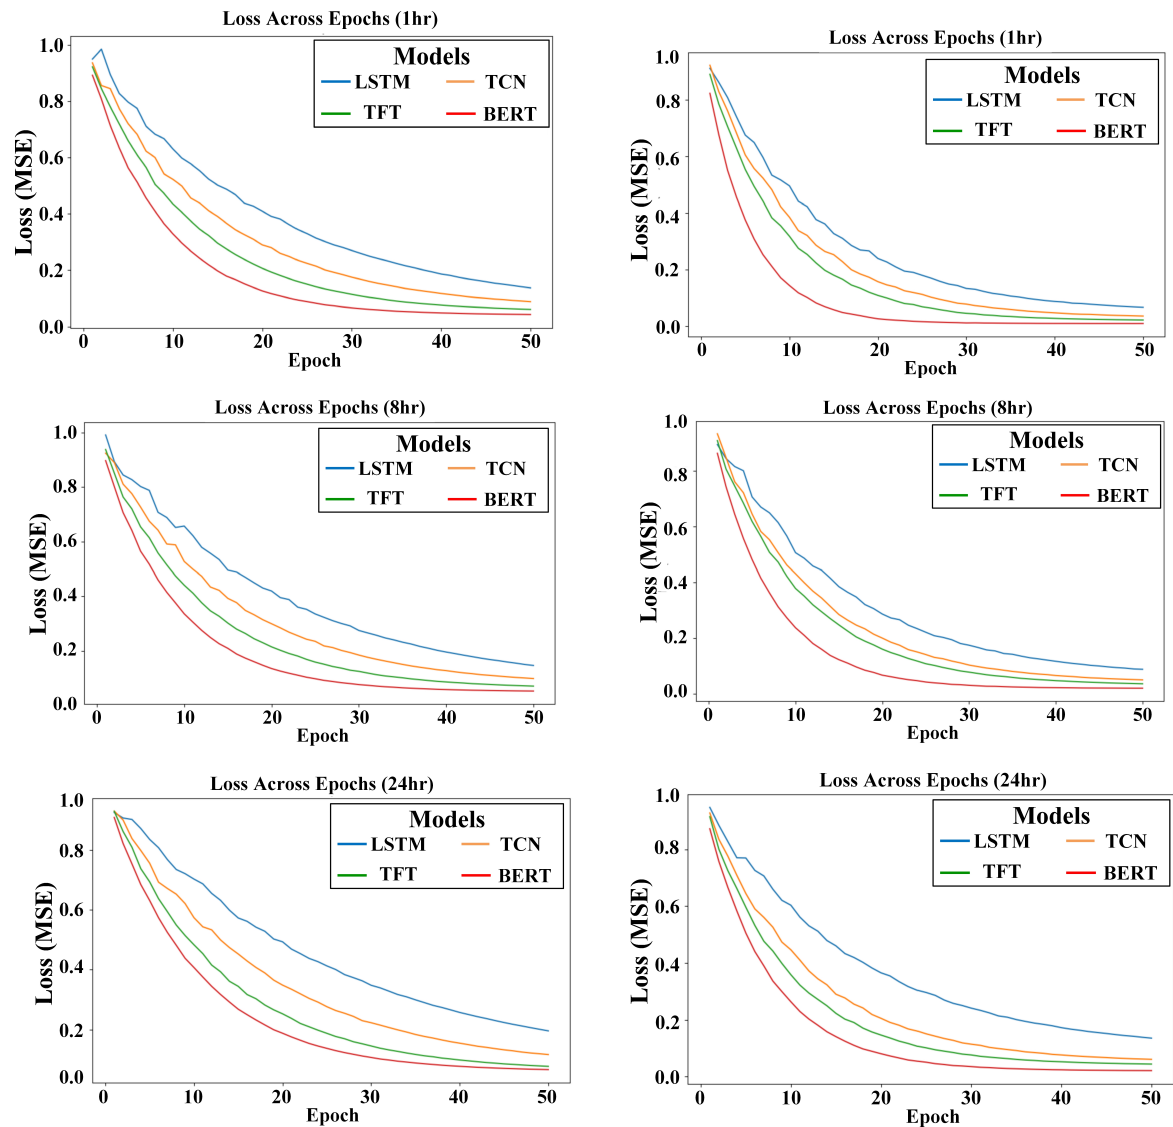 Loss Across Epochs (1hr)
Models
LSTM TCN
TFT BERT
Loss (MSE)
1.0
0.8
0.6
0.4
0.2
0.0
0 10 20 30 40 50
Epoch
Loss Across Epochs (1hr)
Models
LSTM TCN
TFT BERT
Loss (MSE)
1.0
0.8
0.6
0.4
0.2
0.0
0 10 20 30 40 50
Epoch
Loss Across Epochs (8hr)
Models
LSTM TCN
TFT BERT
Loss (MSE)
1.0
0.8
0.6
0.4
0.2
0.0
0 10 20 30 40 50
Epoch
Loss Across Epochs (8hr)
Models
LSTM TCN
TFT BERT
Loss (MSE)
1.0
0.8
0.6
0.4
0.2
0.0
0 10 20 30 40 50
Epoch
Loss Across Epochs (24hr)
Models
LSTM TCN
TFT BERT
Loss (MSE)
1.0
0.8
0.6
0.4
0.2
0.0
0 10 20 30 40 50
Epoch
Loss Across Epochs (24hr)
Models
LSTM TCN
TFT BERT
Loss (MSE)
1.0
0.8
0.6
0.4
0.2
0.0
0 10 20 30 40 50
Epoch